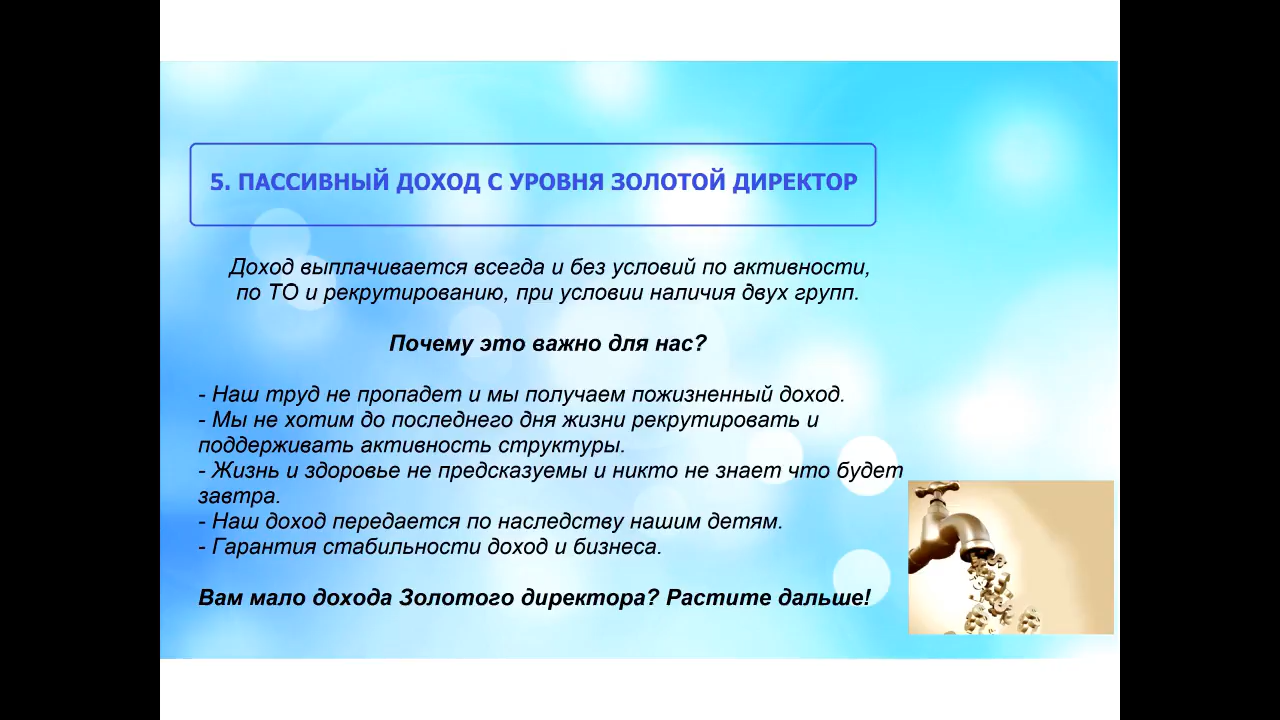 5. ПАССИВНЫЙ ДОХОД С УРОВНЯ ЗОЛОТОЙ ДИРЕКТОР
Доход выплачивается всегда и без условий по активности,
по ТО и рекрутированию, при условии наличия двух групп.
Почему это важно для нас?
- Наш труд не пропадет и мы получаем пожизненный доход.
- Мы не хотим до последнего дня жизни рекрутировать и
поддерживать активность структуры.
- Жизнь и здоровье не предсказуемы и никто не знает что будет
завтра.
- Наш доход передается по наследству нашим детям.
- Гарантия стабильности доход и бизнеса.
Вам мало дохода Золотого директора? Растите дальше!